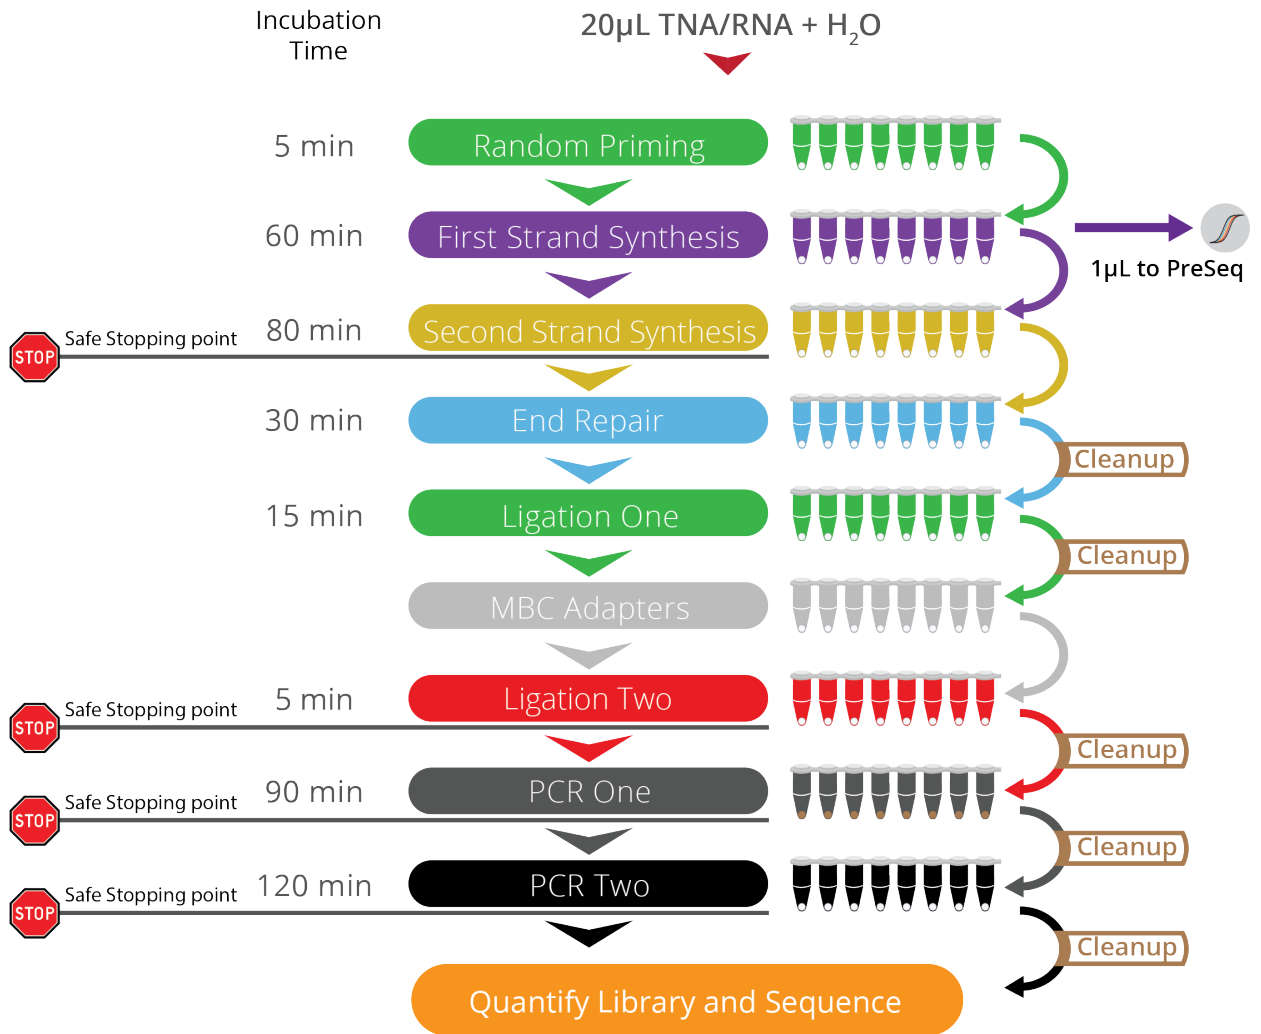 Incubation
Time
20µL TNA/RNA + H₂O
5 min
Random Priming
60 min
First Strand Synthesis
1µL to PreSeq
Safe Stopping point
80 min
Second Strand Synthesis
STOP
30 min
End Repair
Cleanup
15 min
Ligation One
Cleanup
MBC Adapters
Safe Stopping point
5 min
Ligation Two
STOP
Cleanup
Safe Stopping point
90 min
PCR One
STOP
Cleanup
Safe Stopping point
120 min
PCR Two
STOP
Cleanup
Quantify Library and Sequence